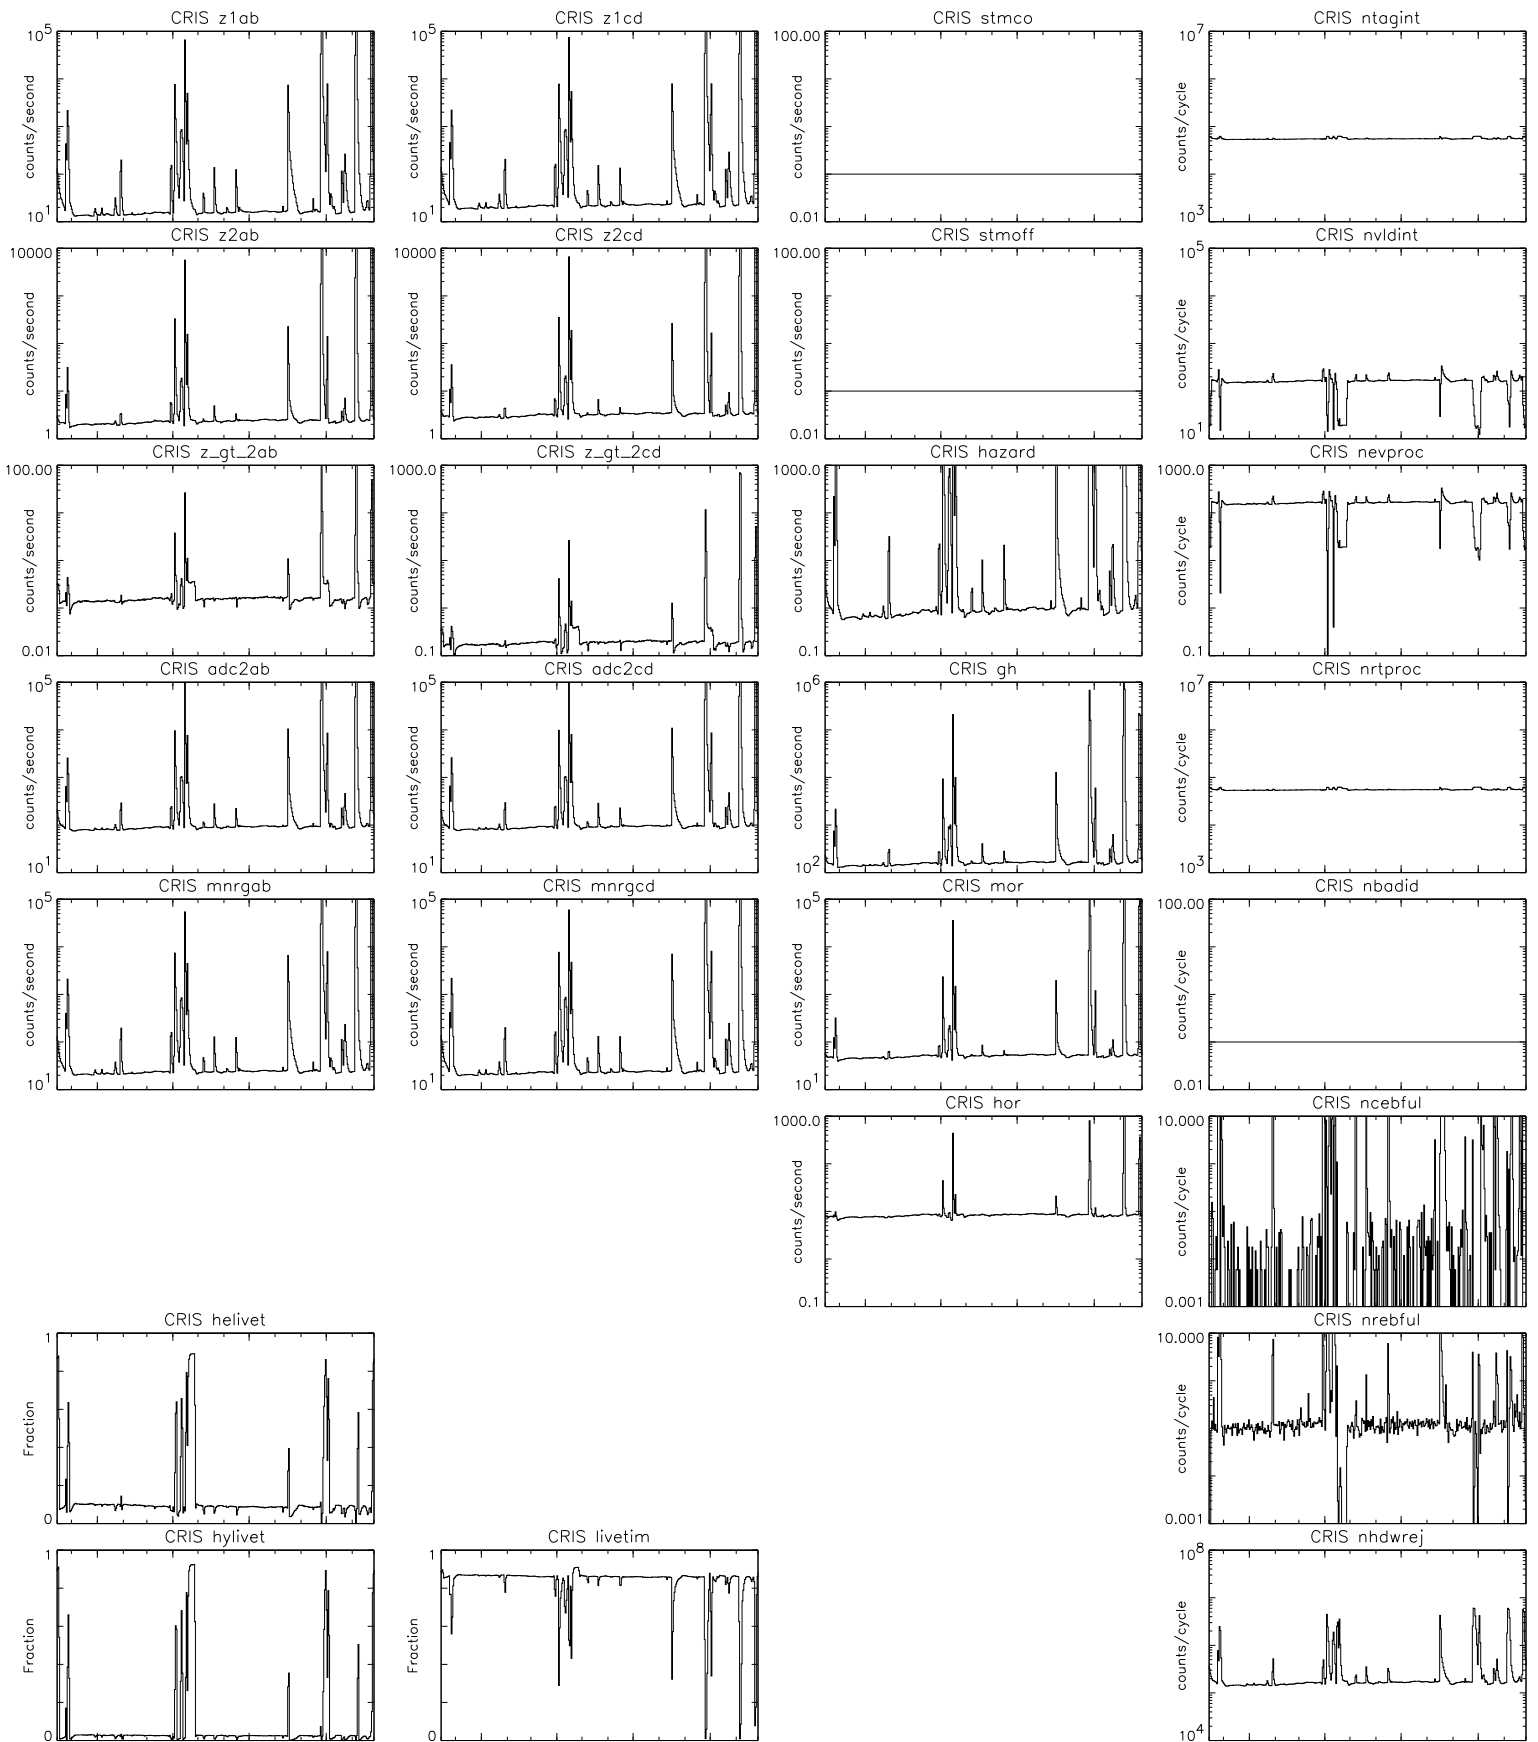 CRIS z1ab
CRIS z1cd
CRIS stmco
CRIS ntagint
10^5
counts/second
10^1
10^5
counts/second
10^1
100.00
counts/second
0.01
10^7
counts/cycle
10^3
CRIS z2ab
CRIS z2cd
CRIS stmoff
CRIS nvldint
10000
counts/second
1
10000
counts/second
1
100.00
counts/second
0.01
10^5
counts/cycle
10^1
CRIS z_gt_2ab
CRIS z_gt_2cd
CRIS hazard
CRIS nevproc
100.00
counts/second
0.01
1000.0
counts/second
0.1
1000.0
counts/second
0.1
1000.0
counts/cycle
0.1
CRIS adc2ab
CRIS adc2cd
CRIS gh
CRIS nrtproc
10^5
counts/second
10^1
10^5
counts/second
10^1
10^6
counts/second
10^2
10^7
counts/cycle
10^3
CRIS mnrgab
CRIS mnrgcd
CRIS mor
CRIS nbadid
10^5
counts/second
10^1
10^5
counts/second
10^1
10^5
counts/second
10^1
100.00
counts/cycle
0.01
CRIS hor
CRIS ncebful
1000.0
counts/second
0.1
10.000
counts/cycle
0.001
CRIS helivet
CRIS nrebful
1
Fraction
0
10.000
counts/cycle
0.001
CRIS hylivet
CRIS livetim
CRIS nhdwrej
1
Fraction
0
1
Fraction
0
10^8
counts/cycle
10^4